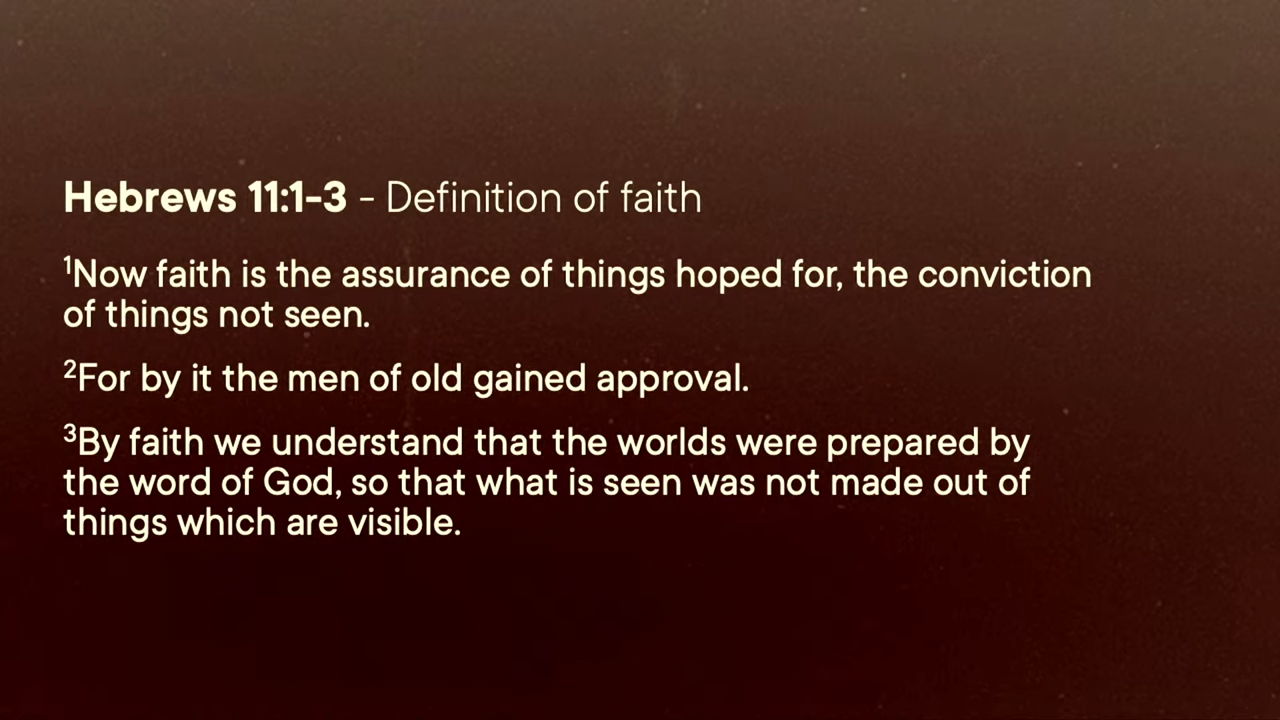 Hebrews 11:1-3 - Definition of faith
¹Now faith is the assurance of things hoped for, the conviction
of things not seen.
²For by it the men of old gained approval.
³By faith we understand that the worlds were prepared by
the word of God, so that what is seen was not made out of
things which are visible.